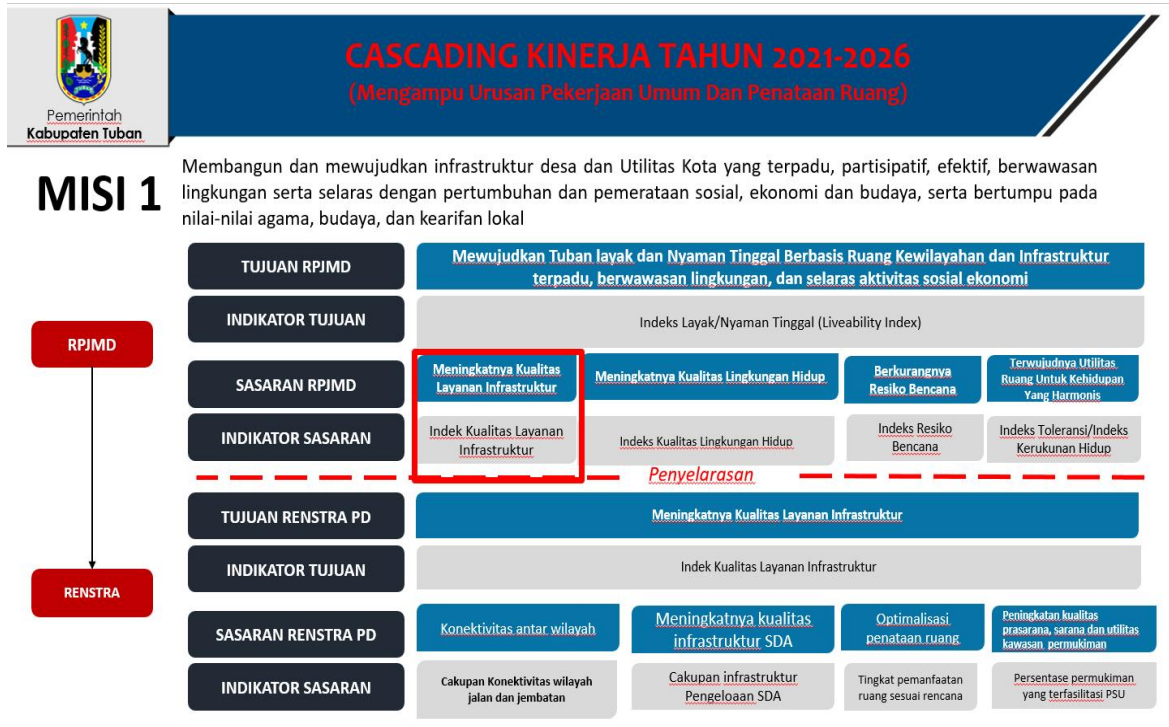 CASCADING KINERJA TAHUN 2021-2026
(Mengampu Urusan Pekerjaan Umum Dan Penataan Ruang)
Pemerintah
Kabupaten Tuban
MISI 1
Membangun dan mewujudkan infrastruktur desa dan Utilitas Kota yang terpadu, partisipatif, efektif, berwawasan
lingkungan serta selaras dengan pertumbuhan dan pemerataan sosial, ekonomi dan budaya, serta bertumpu pada
nilai-nilai agama, budaya, dan kearifan lokal
TUJUAN RPJMD
Mewujudkan Tuban layak dan Nyaman Tinggal Berbasis Ruang Kewilayahan dan Infrastruktur
terpadu, berwawasan lingkungan, dan selaras aktivitas sosial ekonomi
INDIKATOR TUJUAN
Indeks Layak/Nyaman Tinggal (Liveability Index)
RPJMD
SASARAN RPJMD
Meningkatnya Kualitas
Layanan Infrastruktur
Meningkatnya Kualitas Lingkungan Hidup
Berkurangnya
Resiko Bencana
Terwujudnya Utilitas
Ruang Untuk Kehidupan
Yang Harmonis
INDIKATOR SASARAN
Indek Kualitas Layanan
Infrastruktur
Indeks Kualitas Lingkungan Hidup
Indeks Resiko
Bencana
Indeks Toleransi/Indeks
Kerukunan Hidup
Penyelarasan
TUJUAN RENSTRA PD
Meningkatnya Kualitas Layanan Infrastruktur
INDIKATOR TUJUAN
Indek Kualitas Layanan Infrastruktur
RENSTRA
SASARAN RENSTRA PD
Konektivitas antar wilayah
Meningkatnya kualitas
infrastruktur SDA
Optimalisasi
penataan ruang
Peningkatan kualitas
prasarana, sarana dan utilitas
kawasan permukiman
INDIKATOR SASARAN
Cakupan Konektivitas wilayah
jalan dan jembatan
Cakupan infrastruktur
Pengeloaan SDA
Tingkat pemanfaatan
ruang sesuai rencana
Persentase permukiman
yang terfasilitasi PSU